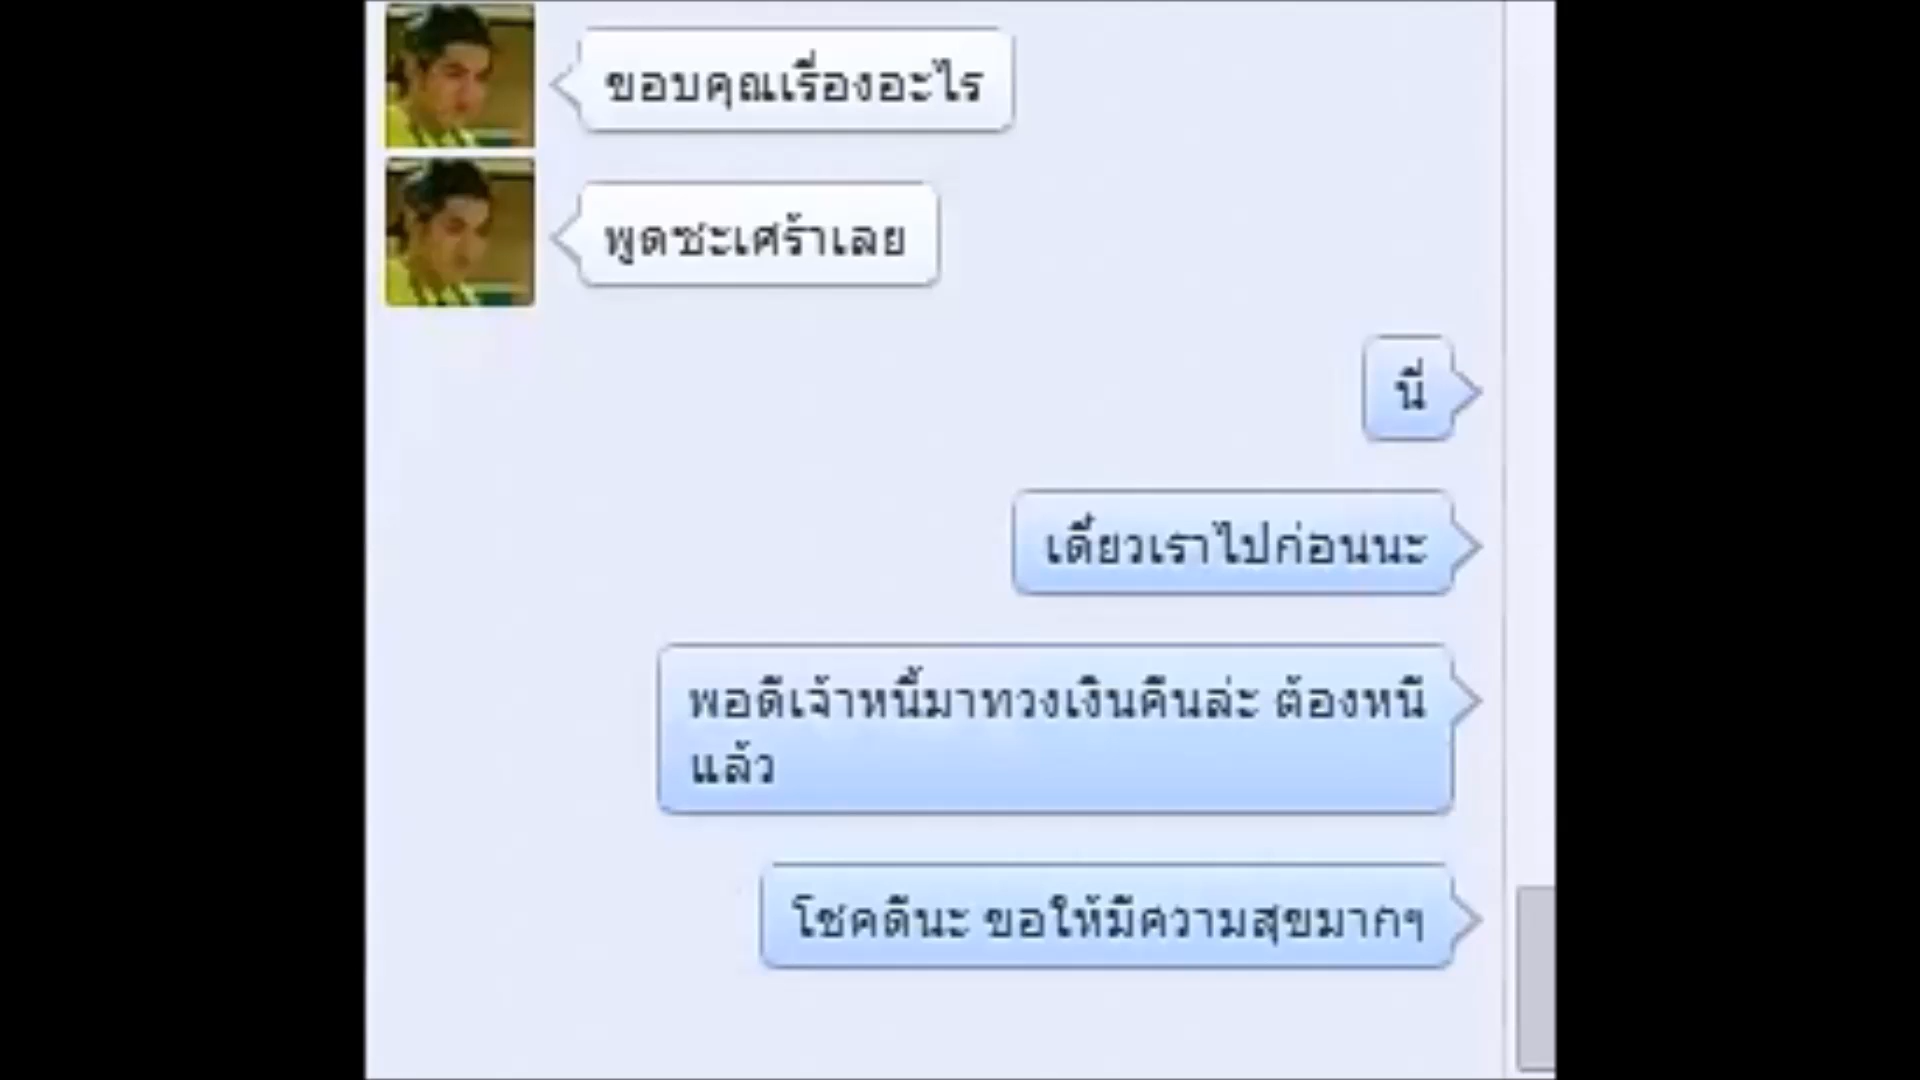 ขอบคุณเรื่องอะไร
พูดซะเศร้าเลย
นี่
เดี๋ยวเราไปก่อนนะ
พอดีเจ้าหนี้มาทวงเงินคืนล่ะ ต้องหนี
แล้ว
โชคดีนะ ขอให้มีความสุขมากๆ